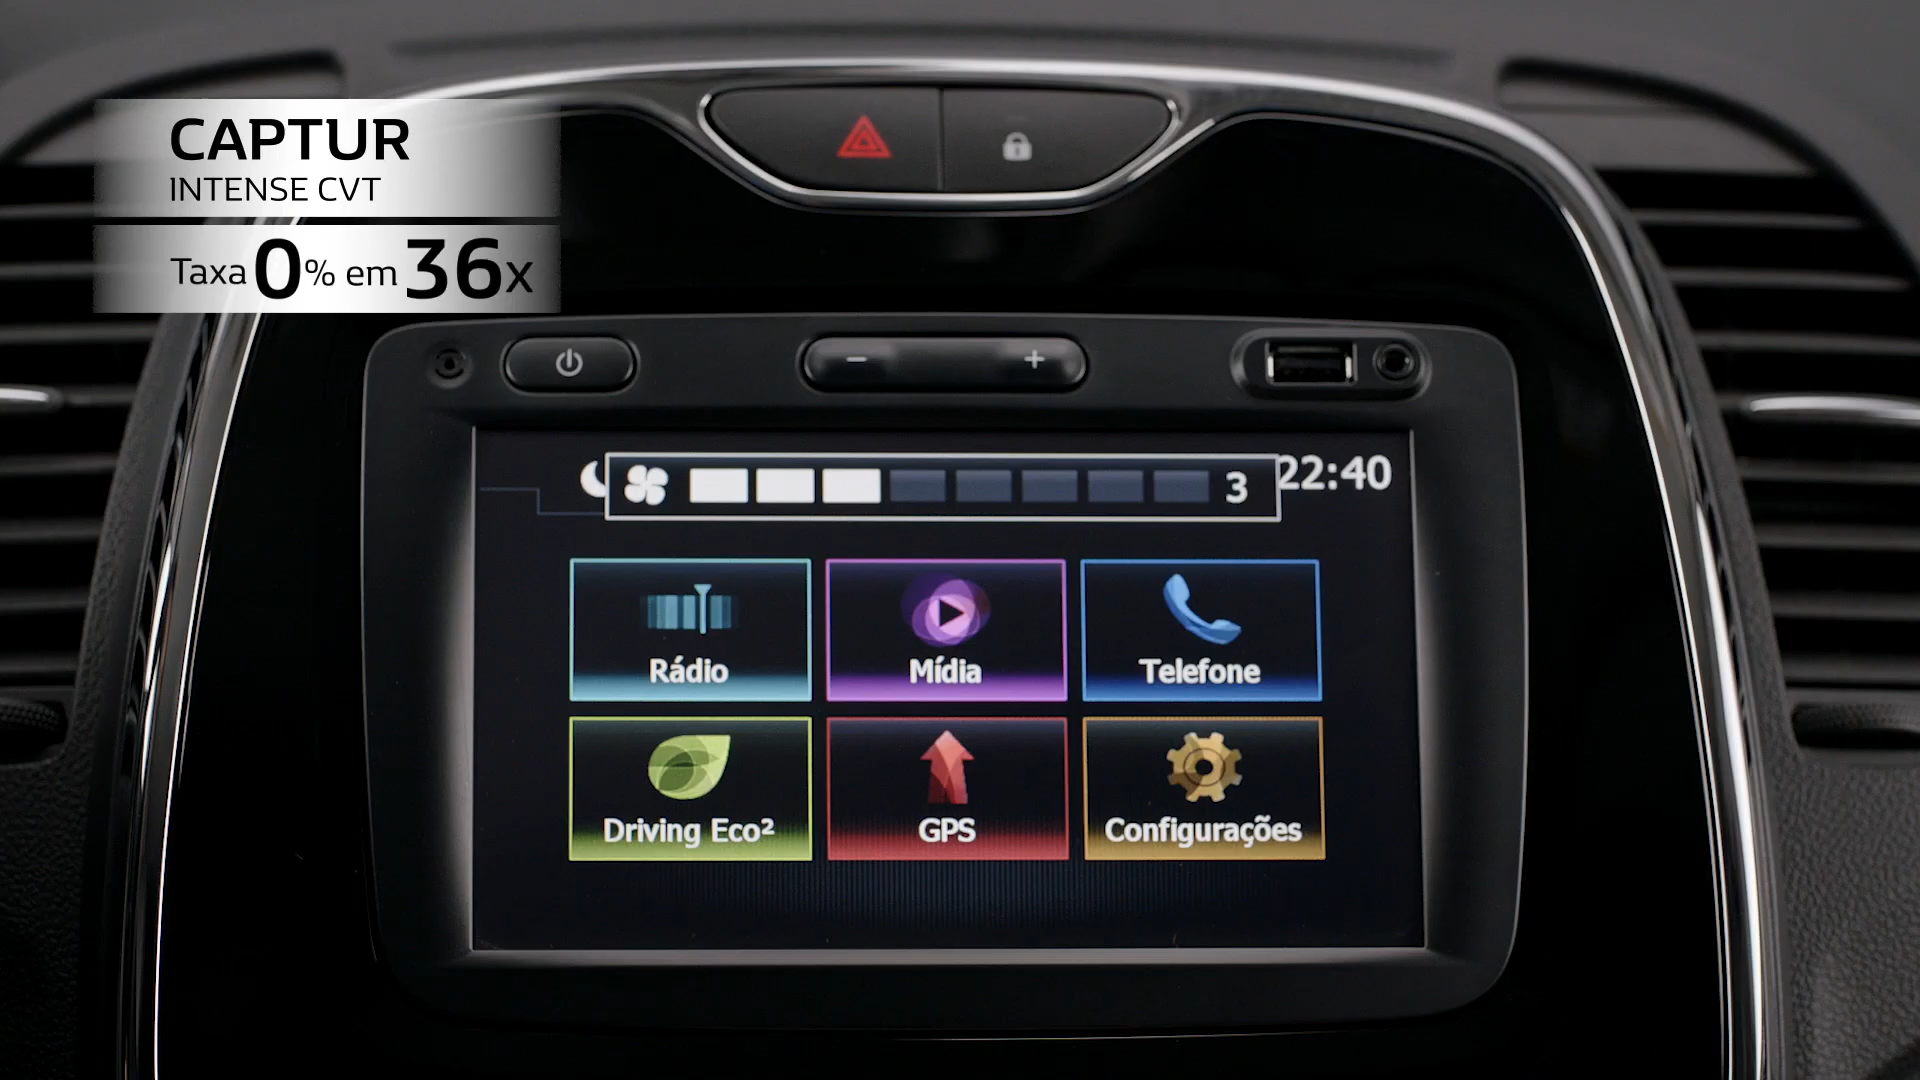 CAPTUR
INTENSE CVT
Taxa 0% em 36x
3
22:40
Rádio
Mídia
Telefone
Driving Eco²
GPS
Configurações